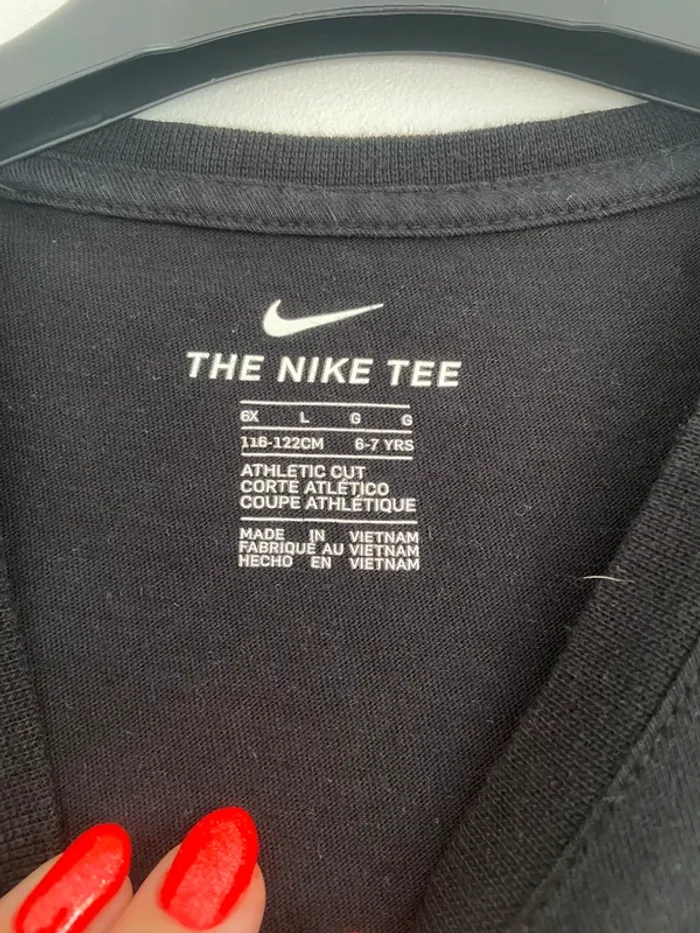 THE NIKE TEE
6X L G G
116-122CM 6-7 YRS
ATHLETIC CUT
CORTE ATLÉTICO
COUPE ATHLÉTIQUE
MADE IN VIETNAM
FABRIQUÉ AU VIETNAM
HECHO EN VIETNAM